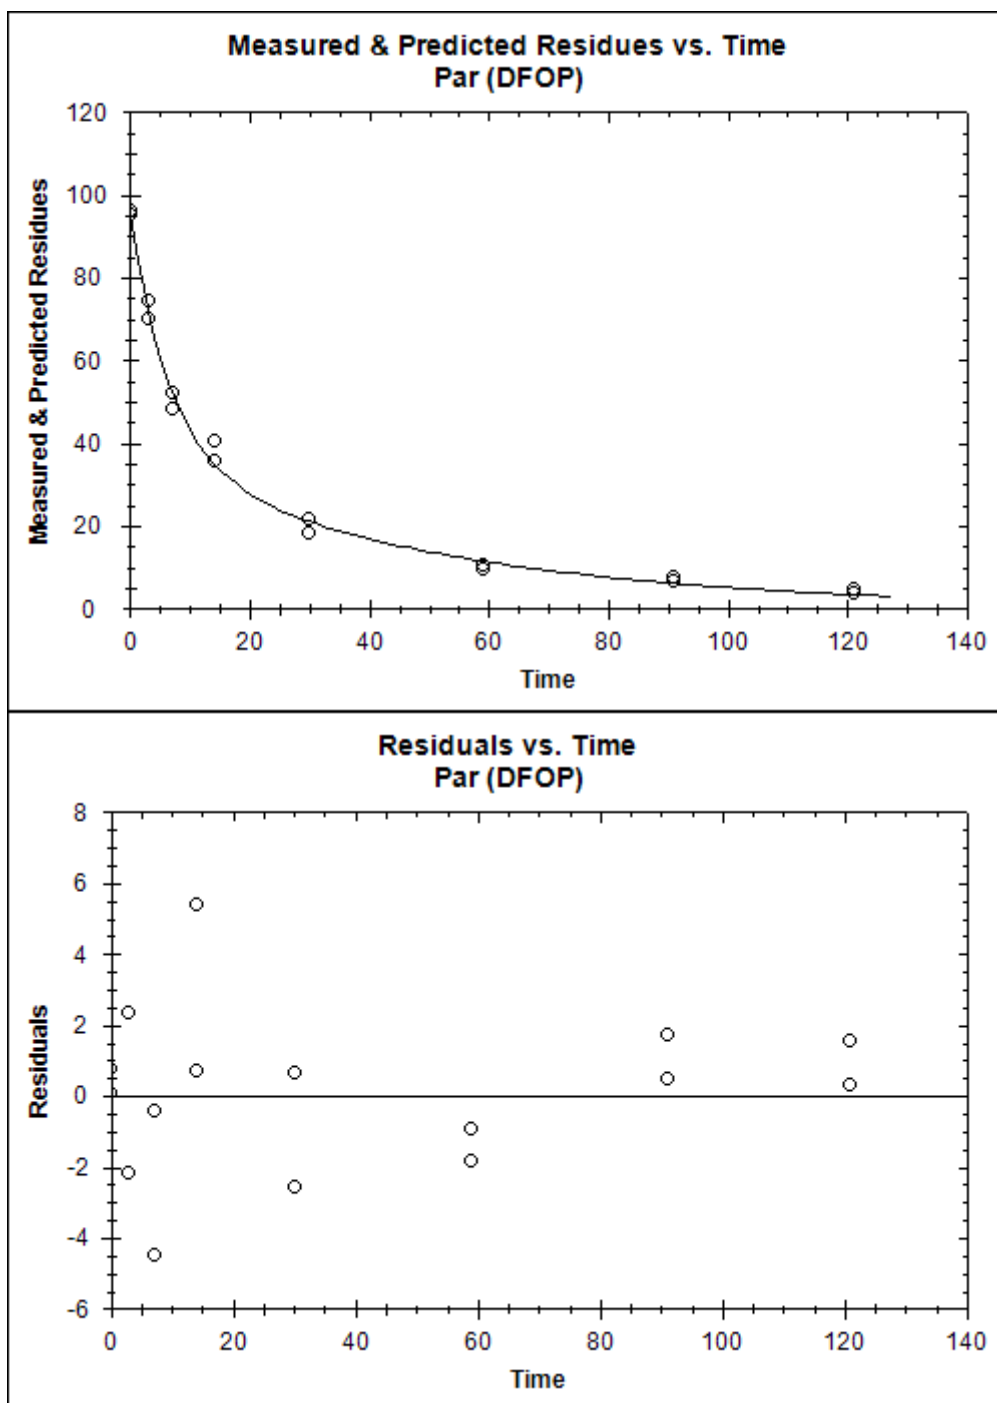 Measured & Predicted Residues vs. Time
Par (DFOP)
Measured & Predicted Residues
120
100
80
60
40
20
0
0 20 40 60 80 100 120 140
Time
Residuals vs. Time
Par (DFOP)
Residuals
8
6
4
2
0
-2
-4
-6
0 20 40 60 80 100 120 140
Time